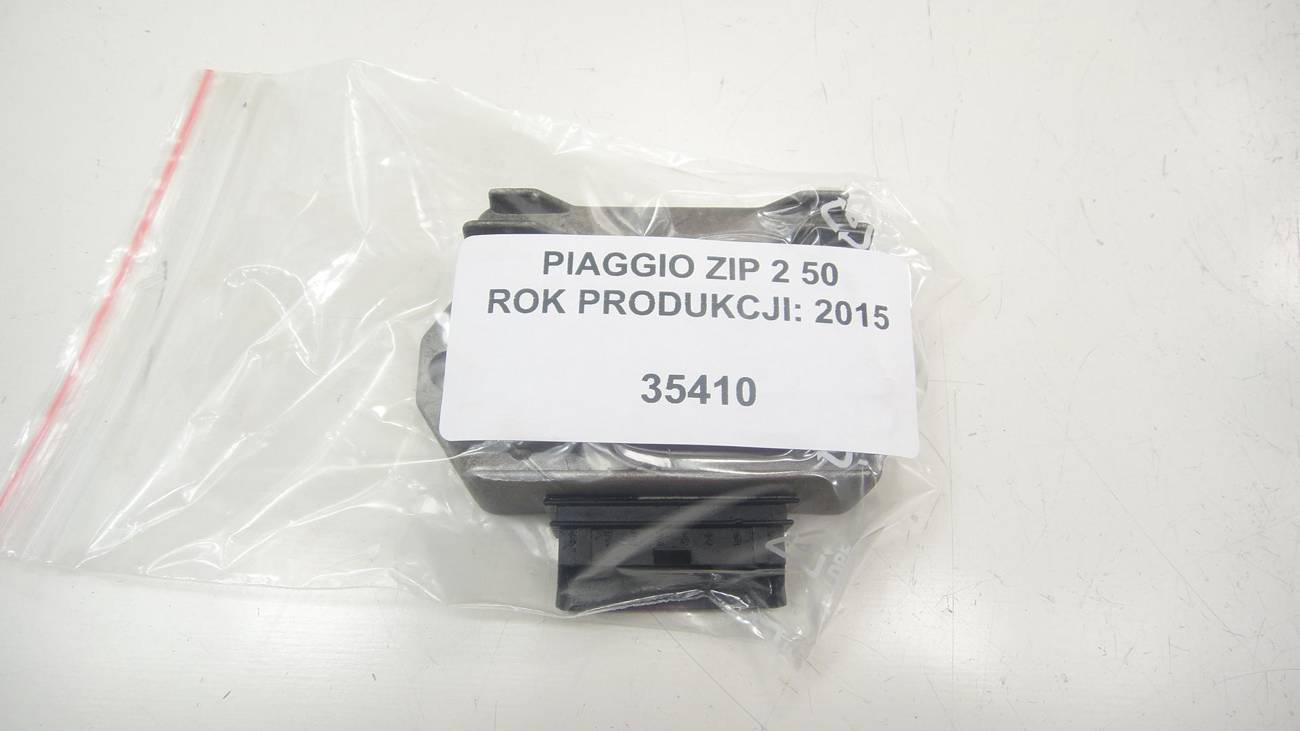 PIAGGIO ZIP 2 50
ROK PRODUKCJI: 2015
35410